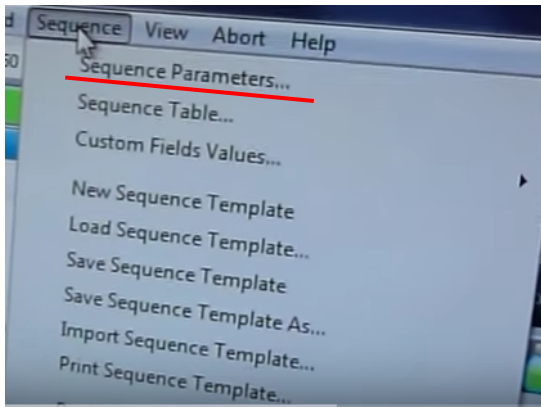 Sequence View Abort Help
50
Sequence Parameters...
Sequence Table...
Custom Fields Values...
New Sequence Template
Load Sequence Template...
Save Sequence Template
Save Sequence Template As...
Import Sequence Template...
Print Sequence Template...